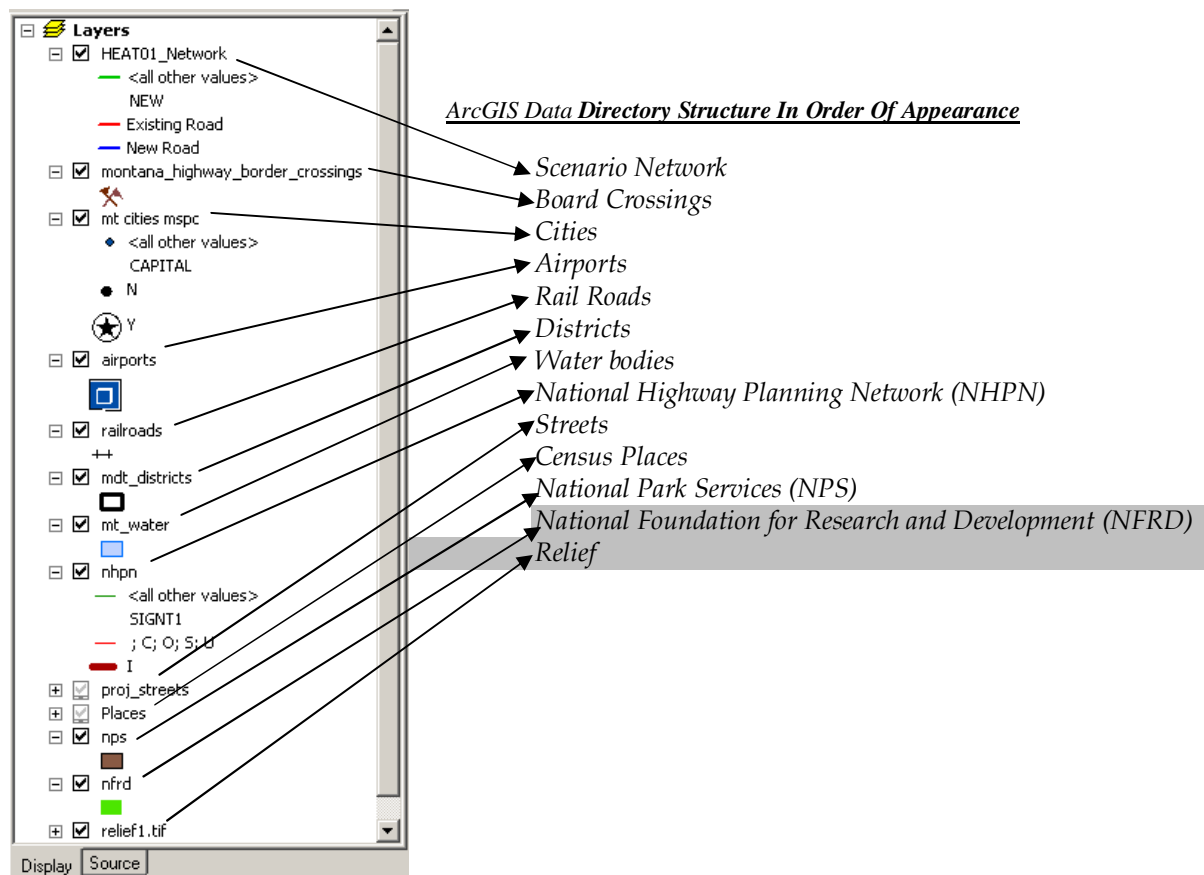 Layers
HEAT01_Network
<all other values>
NEW
Existing Road
New Road
montana_highway_border_crossings
mt cities mspc
<all other values>
CAPITAL
N
Y
airports
railroads
mdt_districts
mt_water
nhpn
<all other values>
SIGNT1
; C; O; S; U
I
proj_streets
Places
nps
nfrd
relief1.tif
Display Source
ArcGIS Data Directory Structure In Order Of Appearance
Scenario Network
Board Crossings
Cities
Airports
Rail Roads
Districts
Water bodies
National Highway Planning Network (NHPN)
Streets
Census Places
National Park Services (NPS)
National Foundation for Research and Development (NFRD)
Relief